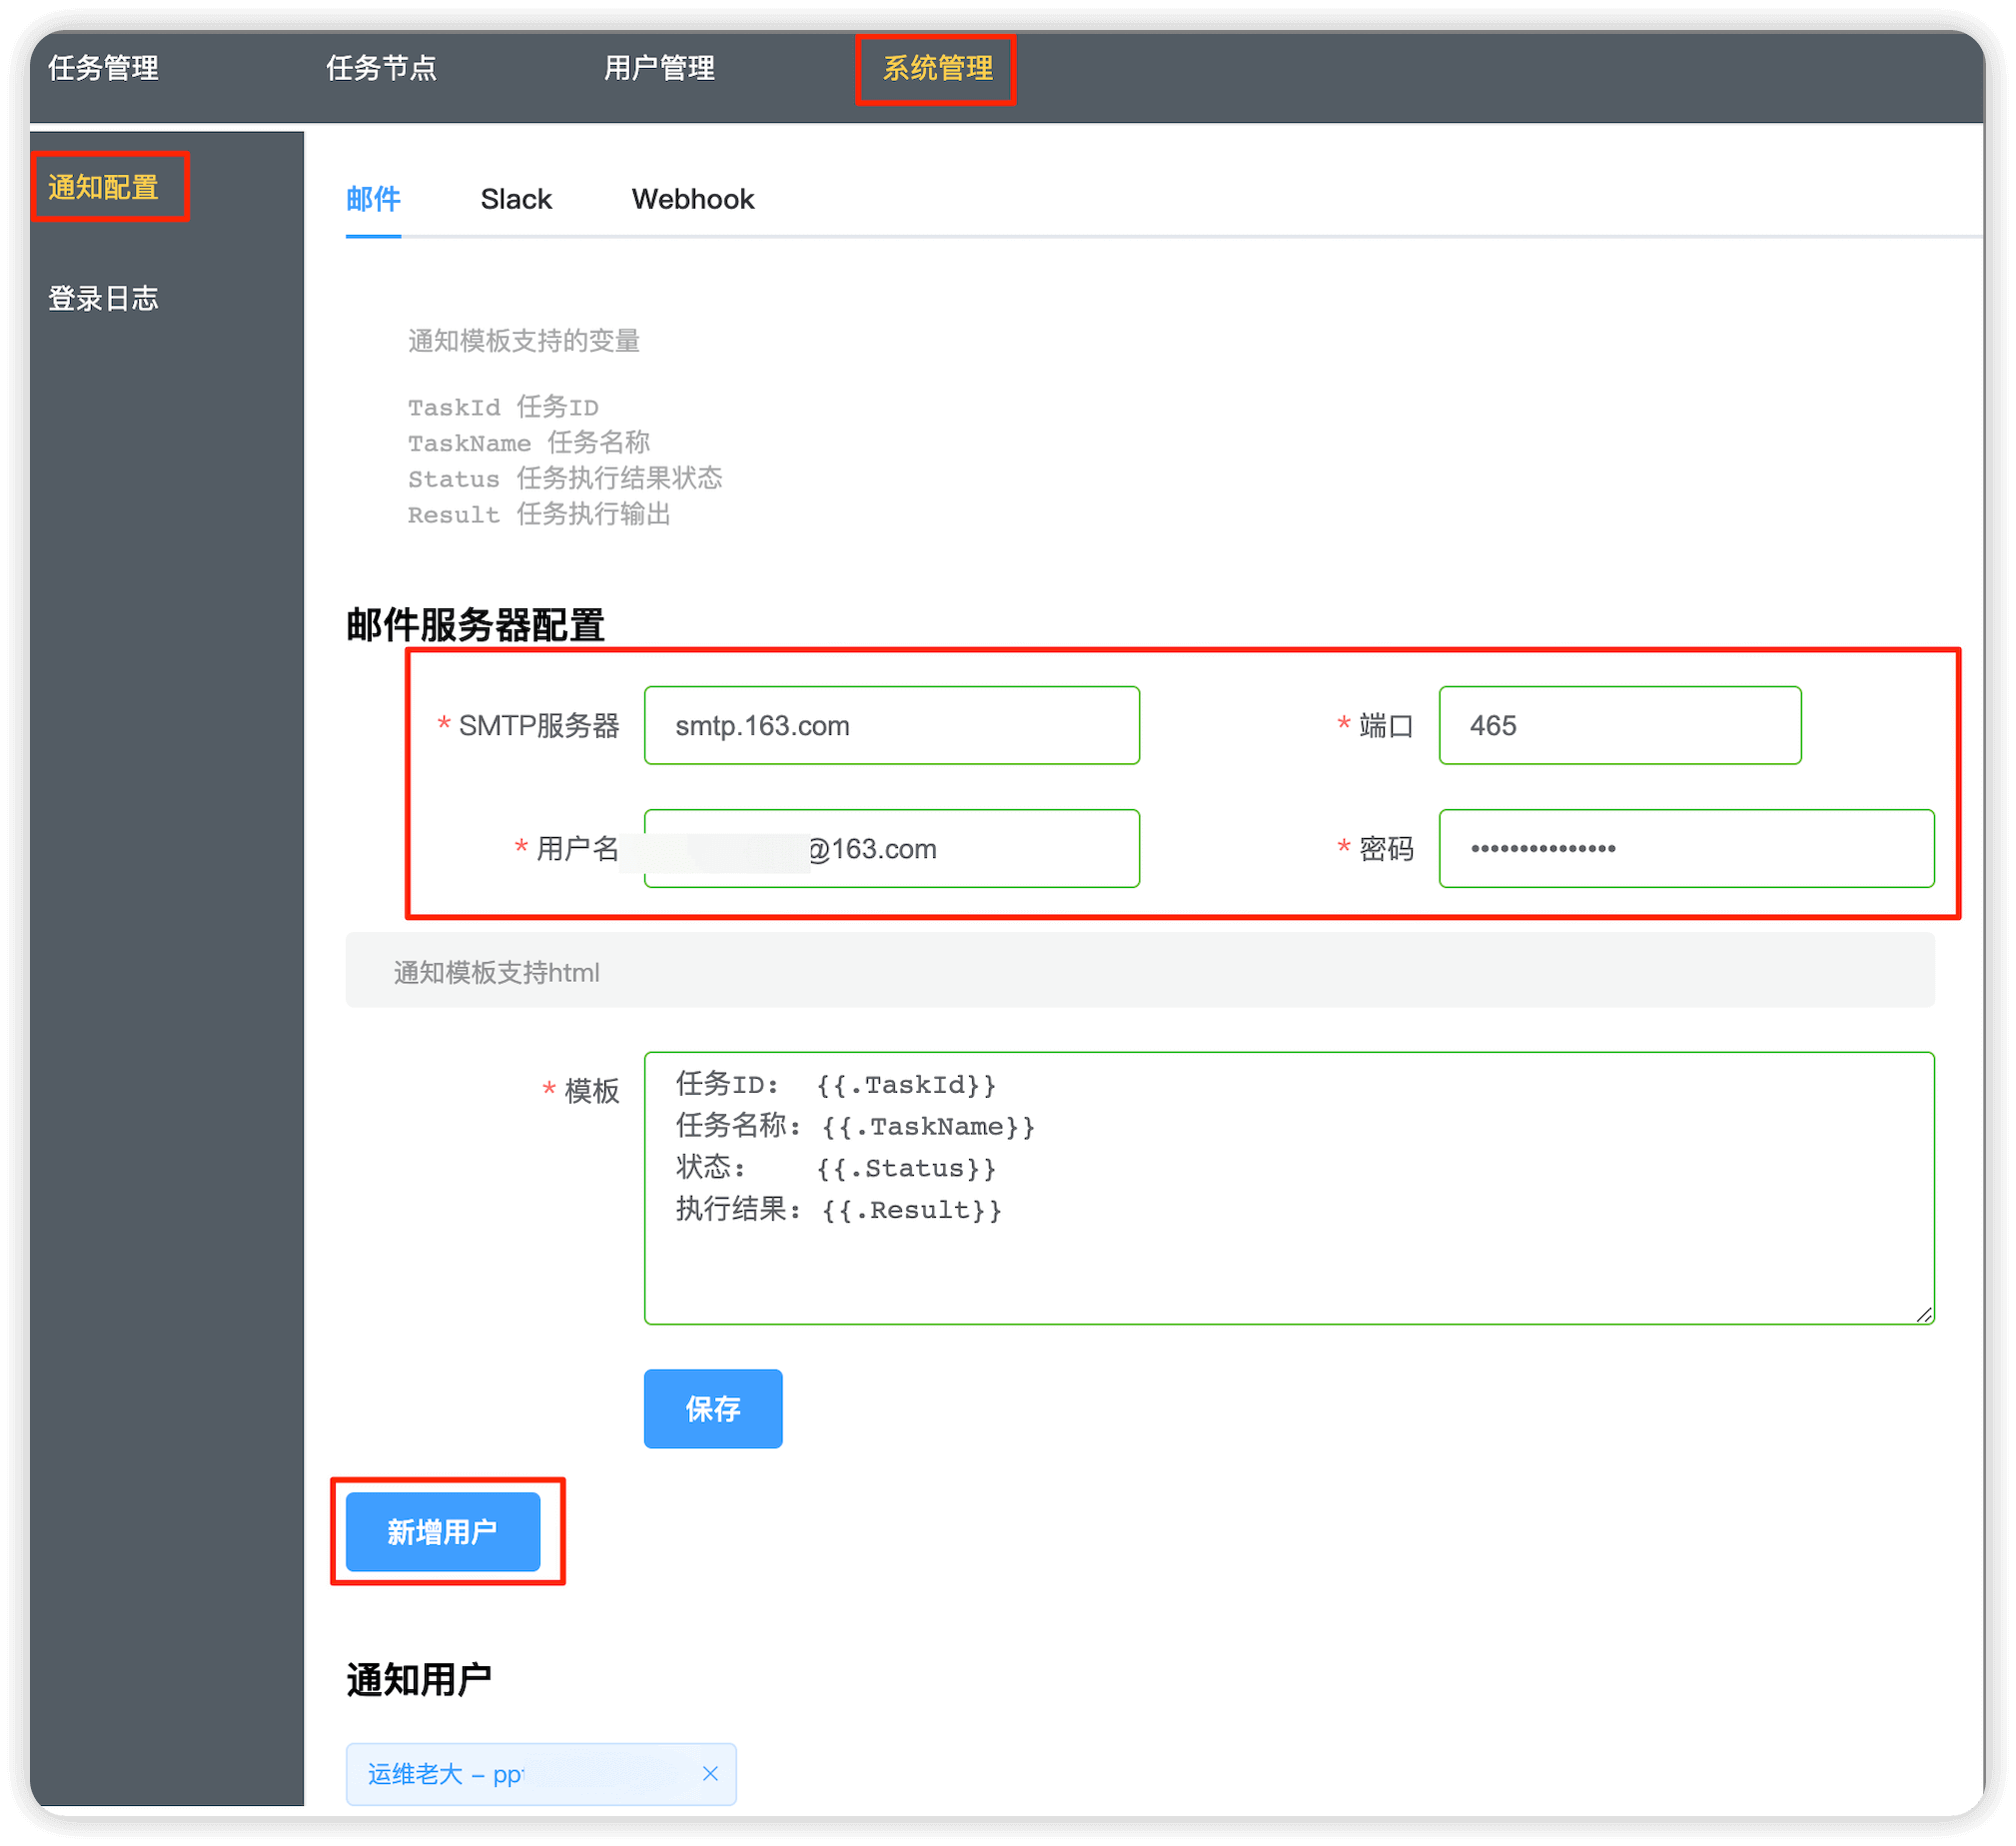 任务管理 任务节点 用户管理 系统管理
通知配置
登录日志
邮件 Slack Webhook
通知模板支持的变量
TaskId 任务ID
TaskName 任务名称
Status 任务执行结果状态
Result 任务执行输出
邮件服务器配置
* SMTP服务器 smtp.163.com * 端口 465
* 用户名 @163.com * 密码 •••••••••••••••
通知模板支持html
* 模板
任务ID： {{.TaskId}}
任务名称：{{.TaskName}}
状态： {{.Status}}
执行结果：{{.Result}}
保存
新增用户
通知用户
运维老大 – pp